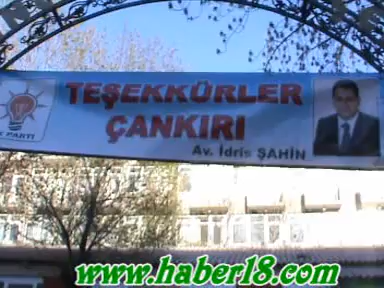 TEŞEKKÜRLER
ÇANKIRI
Av. İdris ŞAHİN
PARTİ
www.haber18.com